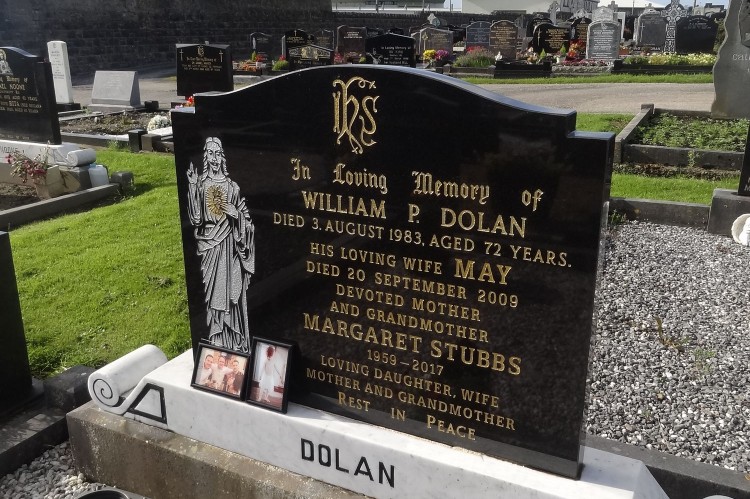 IHS
In Loving Memory of
WILLIAM P. DOLAN
DIED 3. AUGUST 1983, AGED 72 YEARS.
HIS LOVING WIFE MAY
DIED 20 SEPTEMBER 2009
DEVOTED MOTHER
AND GRANDMOTHER
MARGARET STUBBS
1959-2017
LOVING DAUGHTER, WIFE
MOTHER AND GRANDMOTHER
REST IN PEACE
DOLAN